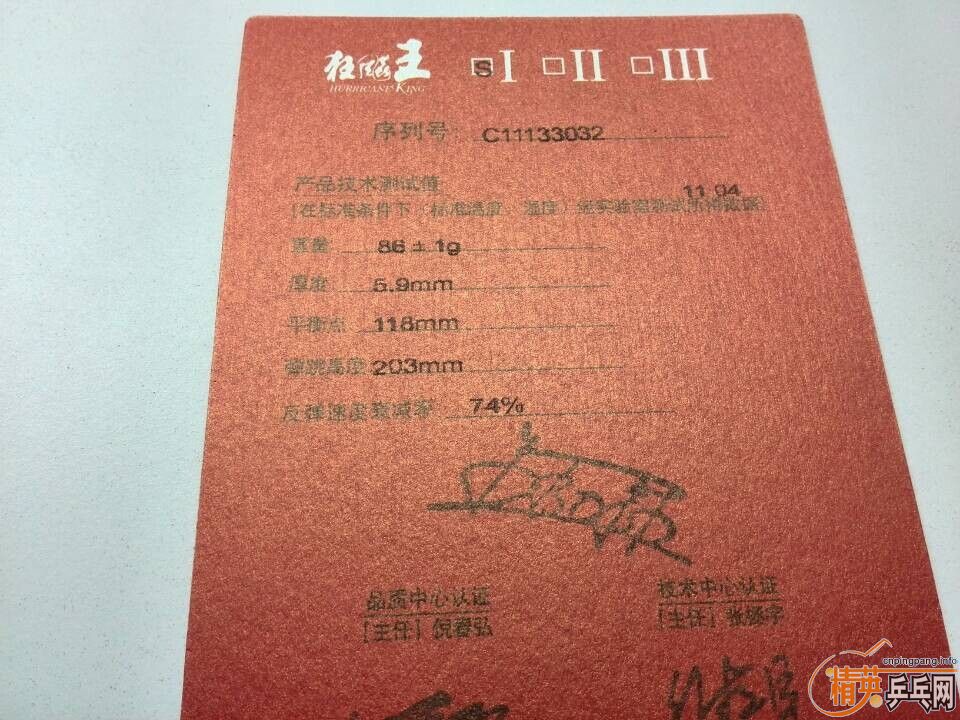 狂飚王 S I □ II □ III
HURRICANE KING
序列号： C11133032
产品技术测试值 11.04
(在标准条件下（标准温度、湿度）经实验室测试所得数据)
重量 86±1g
厚度 5.9mm
平衡点 118mm
弹跳高度 203mm
反弹速度衰减率 74%
品质中心认证 技术中心认证
[主任] 倪春弘 [主任]
cnpingpang.info
精英乒乓网